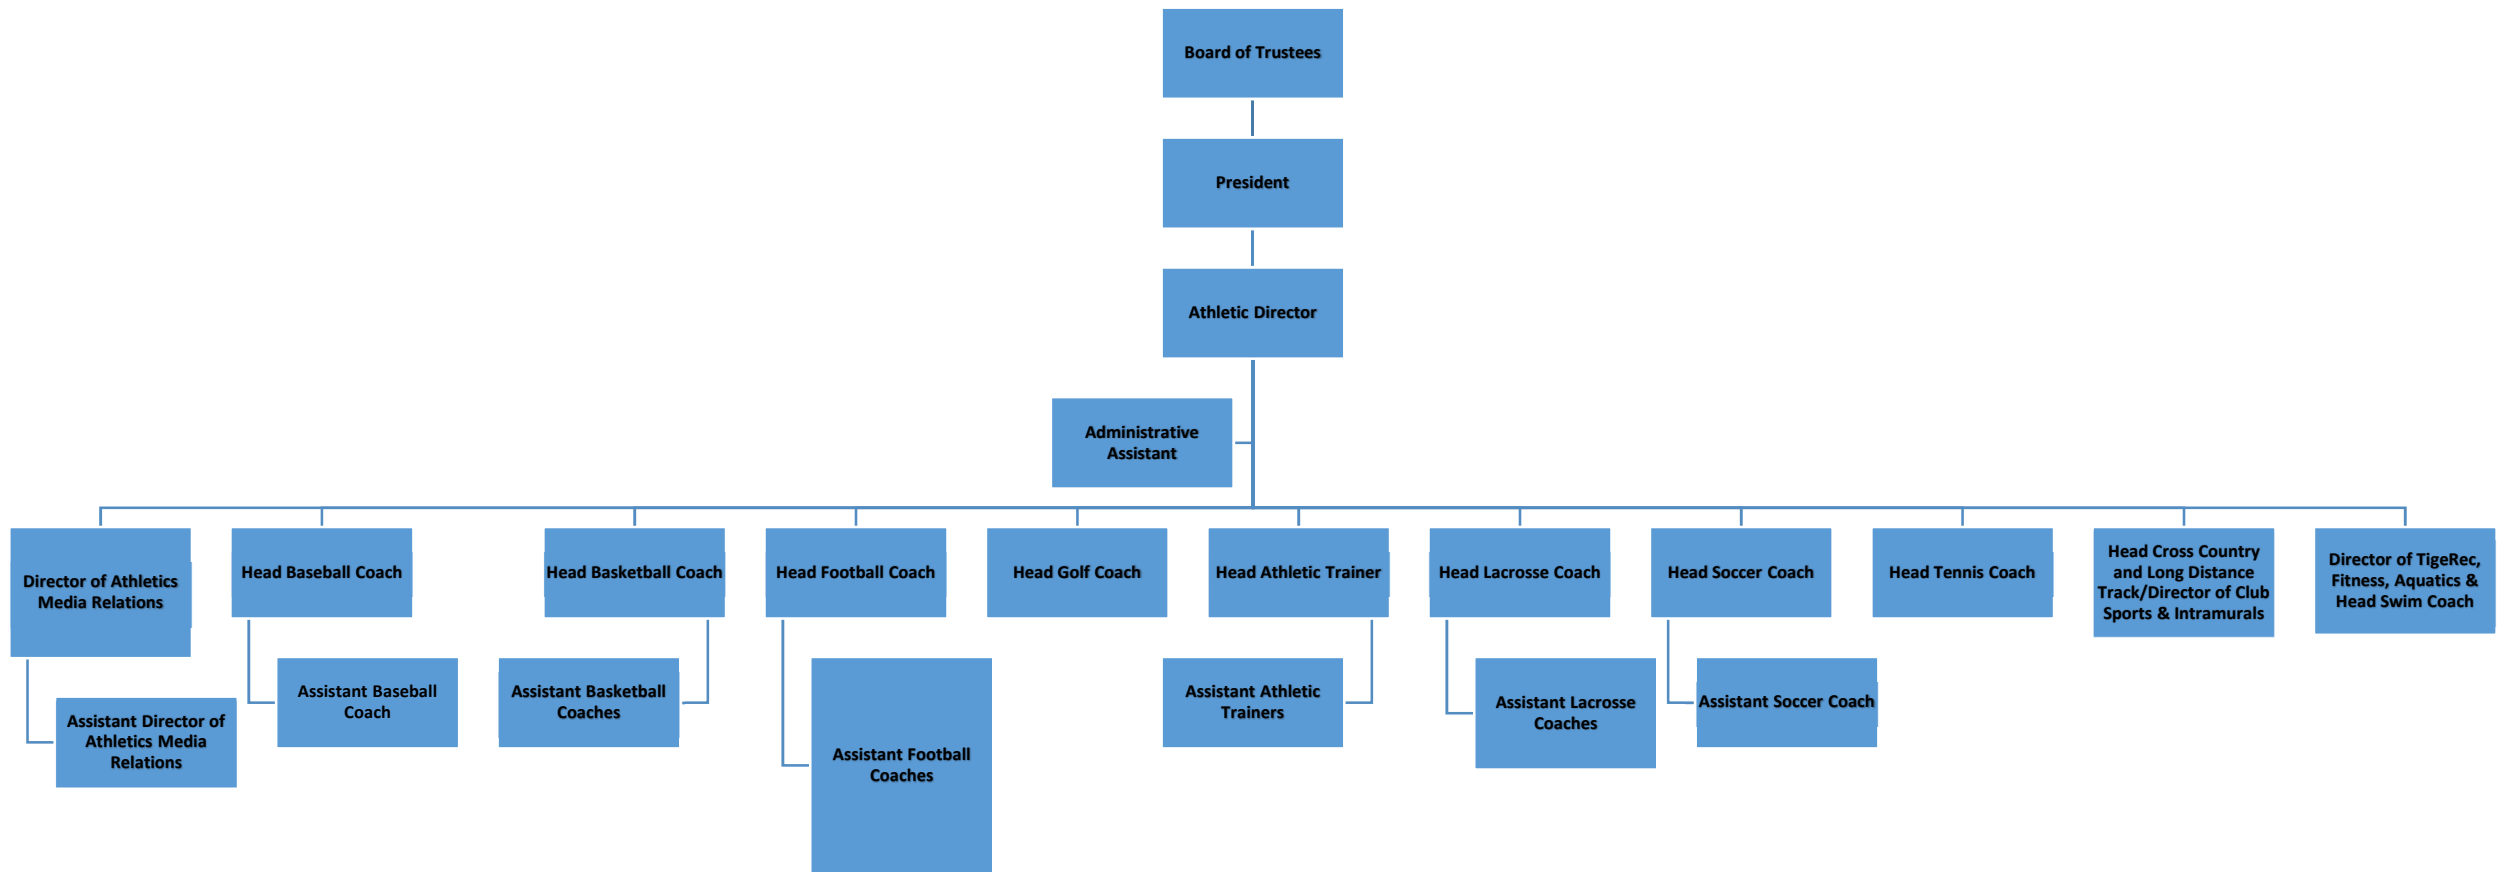 Board of Trustees
President
Athletic Director
Administrative
Assistant
Director of Athletics
Media Relations
Head Baseball Coach
Head Basketball Coach
Head Football Coach
Head Golf Coach
Head Athletic Trainer
Head Lacrosse Coach
Head Soccer Coach
Head Tennis Coach
Head Cross Country
and Long Distance
Track/Director of Club
Sports & Intramurals
Director of TigeRec,
Fitness, Aquatics &
Head Swim Coach
Assistant Director of
Athletics Media
Relations
Assistant Baseball
Coach
Assistant Basketball
Coaches
Assistant Football
Coaches
Assistant Athletic
Trainers
Assistant Lacrosse
Coaches
Assistant Soccer Coach